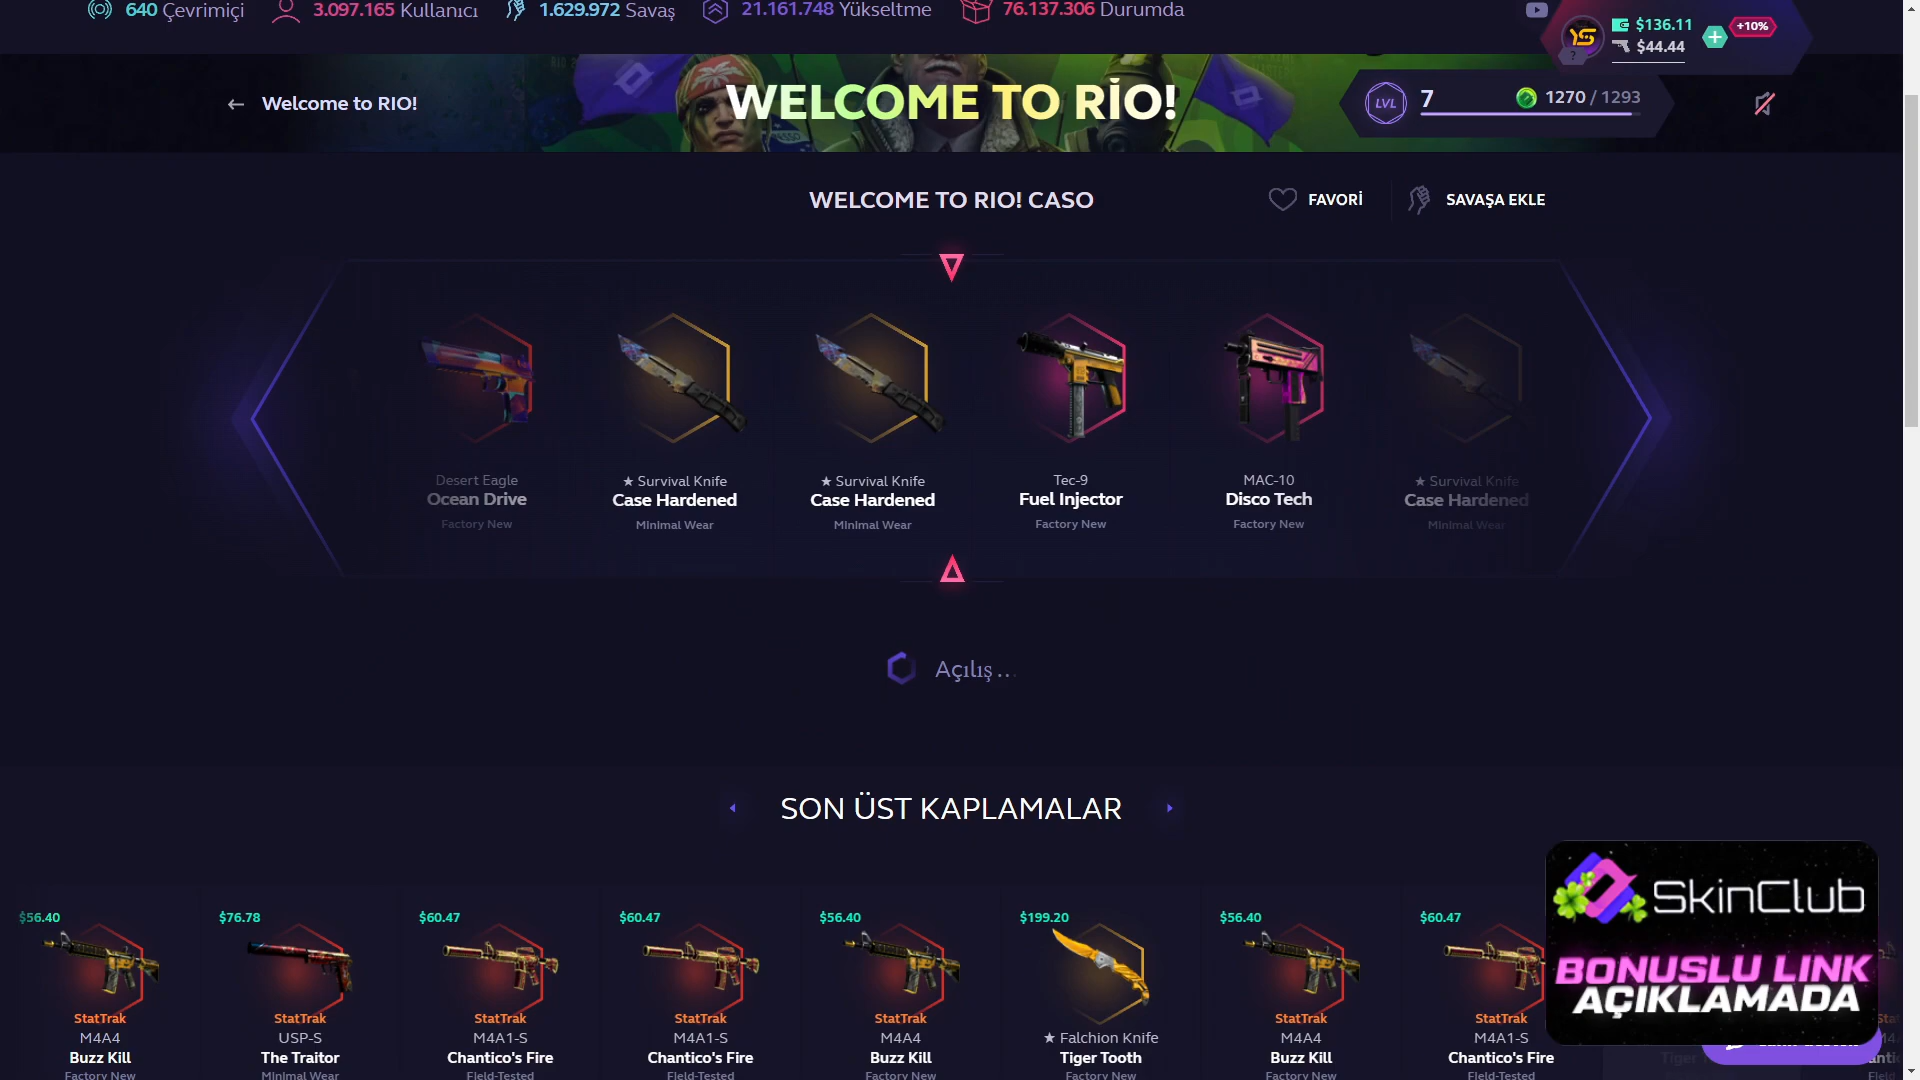 640 Çevrimiçi
3.097.165 Kullanıcı
1.629.972 Savaş
21.161.748 Yükseltme
76.137.306 Durumda
YS
?
$136.11
$44.44
+10%
Welcome to RIO!
WELCOME TO RİO!
LVL
7
1270 / 1293
WELCOME TO RIO! CASO
FAVORİ
SAVAŞA EKLE
Desert Eagle
Ocean Drive
Factory New
★ Survival Knife
Case Hardened
Minimal Wear
★ Survival Knife
Case Hardened
Minimal Wear
Tec-9
Fuel Injector
Factory New
MAC-10
Disco Tech
Factory New
★ Survival Knife
Case Hardened
Minimal Wear
Açılış ...
SON ÜST KAPLAMALAR
$56.40
StatTrak
M4A4
Buzz Kill
Factory New
$76.78
StatTrak
USP-S
The Traitor
Minimal Wear
$60.47
StatTrak
M4A1-S
Chantico's Fire
Field-Tested
$60.47
StatTrak
M4A1-S
Chantico's Fire
Field-Tested
$56.40
StatTrak
M4A4
Buzz Kill
Factory New
$199.20
★ Falchion Knife
Tiger Tooth
Factory New
$56.40
StatTrak
M4A4
Buzz Kill
Factory New
$60.47
StatTrak
M4A1-S
Chantico's Fire
Field-Tested
SkinClub
BONUSLU LINK
AÇIKLAMADA